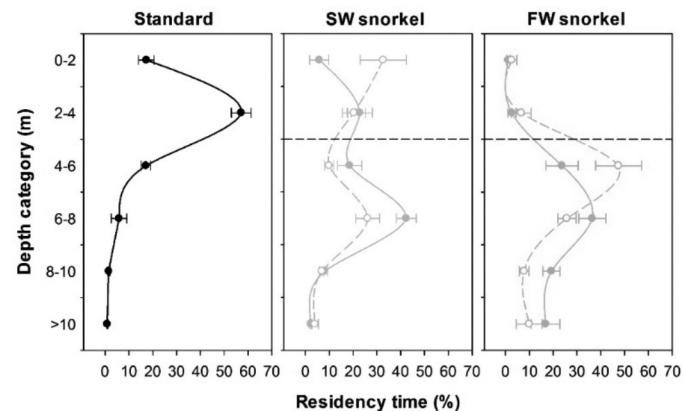 Standard SW snorkel FW snorkel
Depth category (m)
0-2
2-4
4-6
6-8
8-10
>10
0 10 20 30 40 50 60 70 0 10 20 30 40 50 60 70 0 10 20 30 40 50 60 70
Residency time (%)